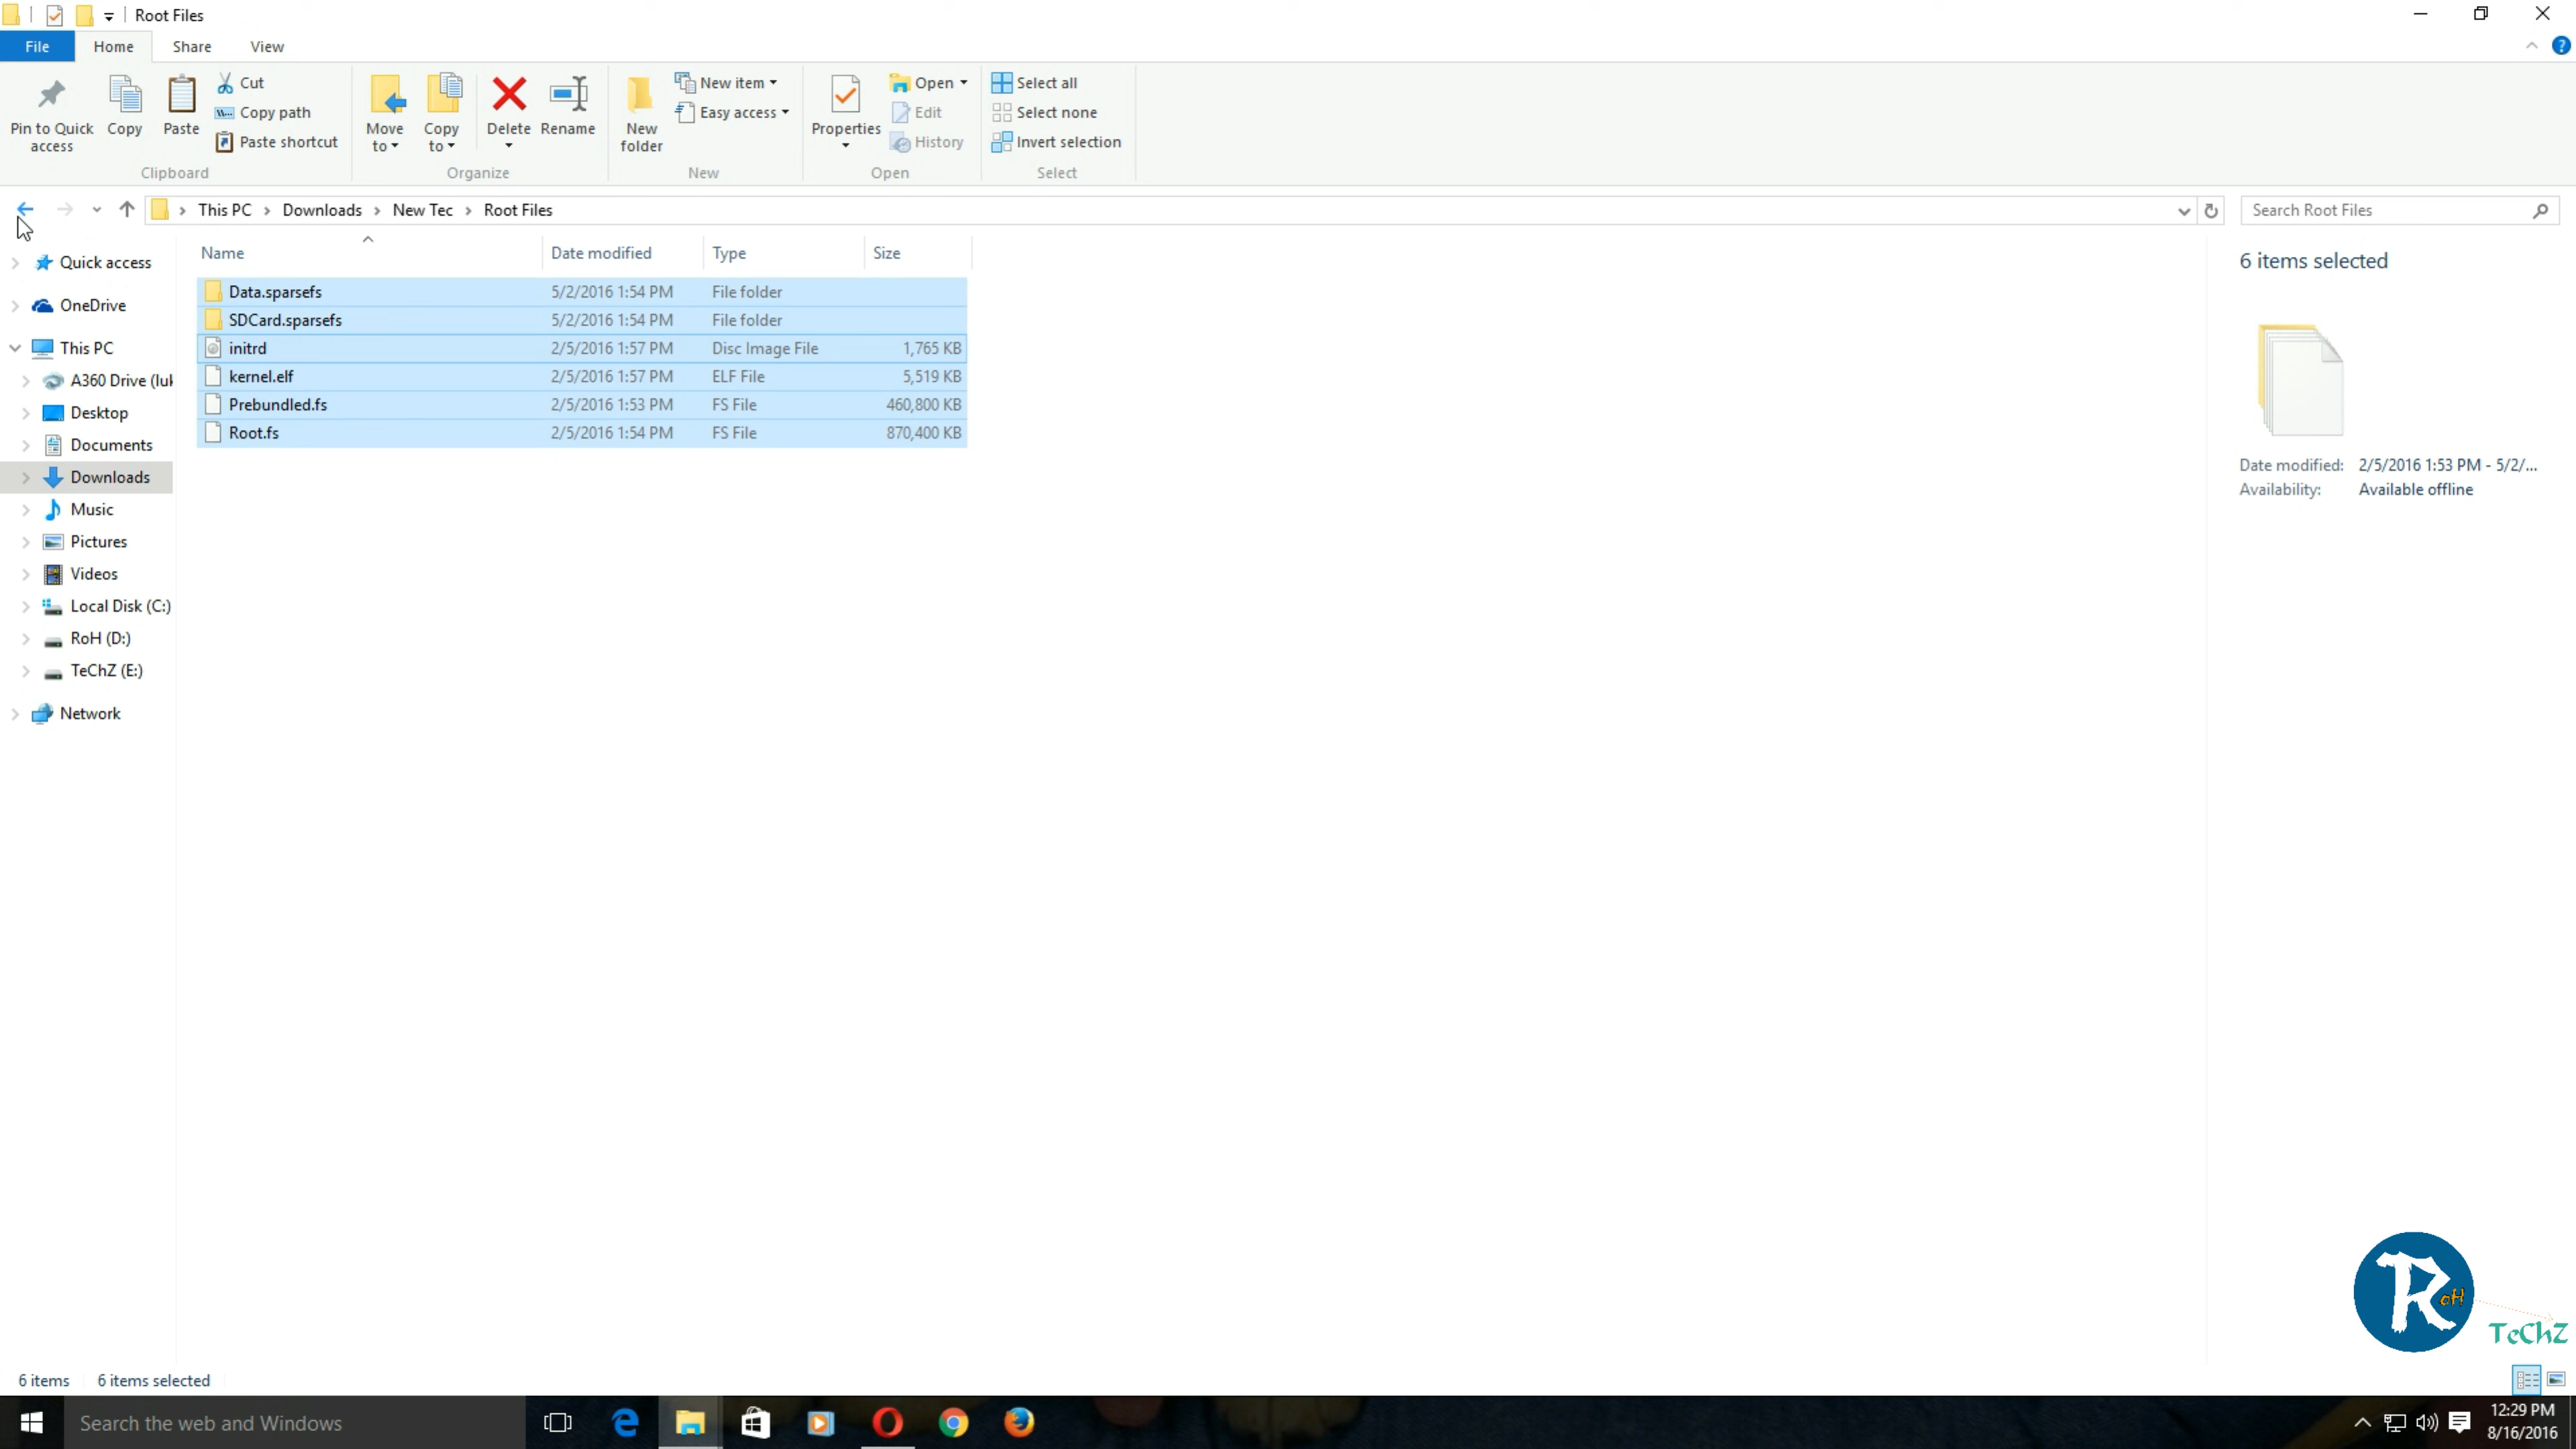 Root Files
File Home Share View
Pin to Quick access
Copy
Paste
Cut
Copy path
Paste shortcut
Clipboard
Move to
Copy to
Delete
Rename
Organize
New folder
New item
Easy access
New
Properties
Open
Edit
History
Open
Select all
Select none
Invert selection
Select
This PC Downloads New Tec Root Files
Search Root Files
Quick access
OneDrive
This PC
A360 Drive (luk
Desktop
Documents
Downloads
Music
Pictures
Videos
Local Disk (C:)
RoH (D:)
TeChZ (E:)
Network
Name Date modified Type Size
Data.sparsefs 5/2/2016 1:54 PM File folder
SDCard.sparsefs 5/2/2016 1:54 PM File folder
initrd 2/5/2016 1:57 PM Disc Image File 1,765 KB
kernel.elf 2/5/2016 1:57 PM ELF File 5,519 KB
Prebundled.fs 2/5/2016 1:53 PM FS File 460,800 KB
Root.fs 2/5/2016 1:54 PM FS File 870,400 KB
6 items selected
Date modified: 2/5/2016 1:53 PM - 5/2/...
Availability: Available offline
RoH!
TeChZ
6 items 6 items selected
Search the web and Windows
12:29 PM
8/16/2016